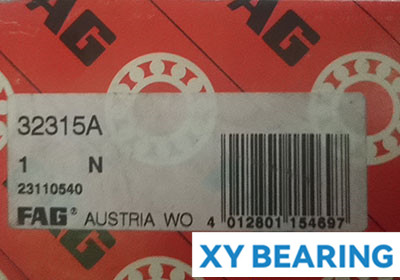 FAG
FAG
32315A
1 N
23110540
FAG® AUSTRIA WO
4 012801 154697
XY BEARING